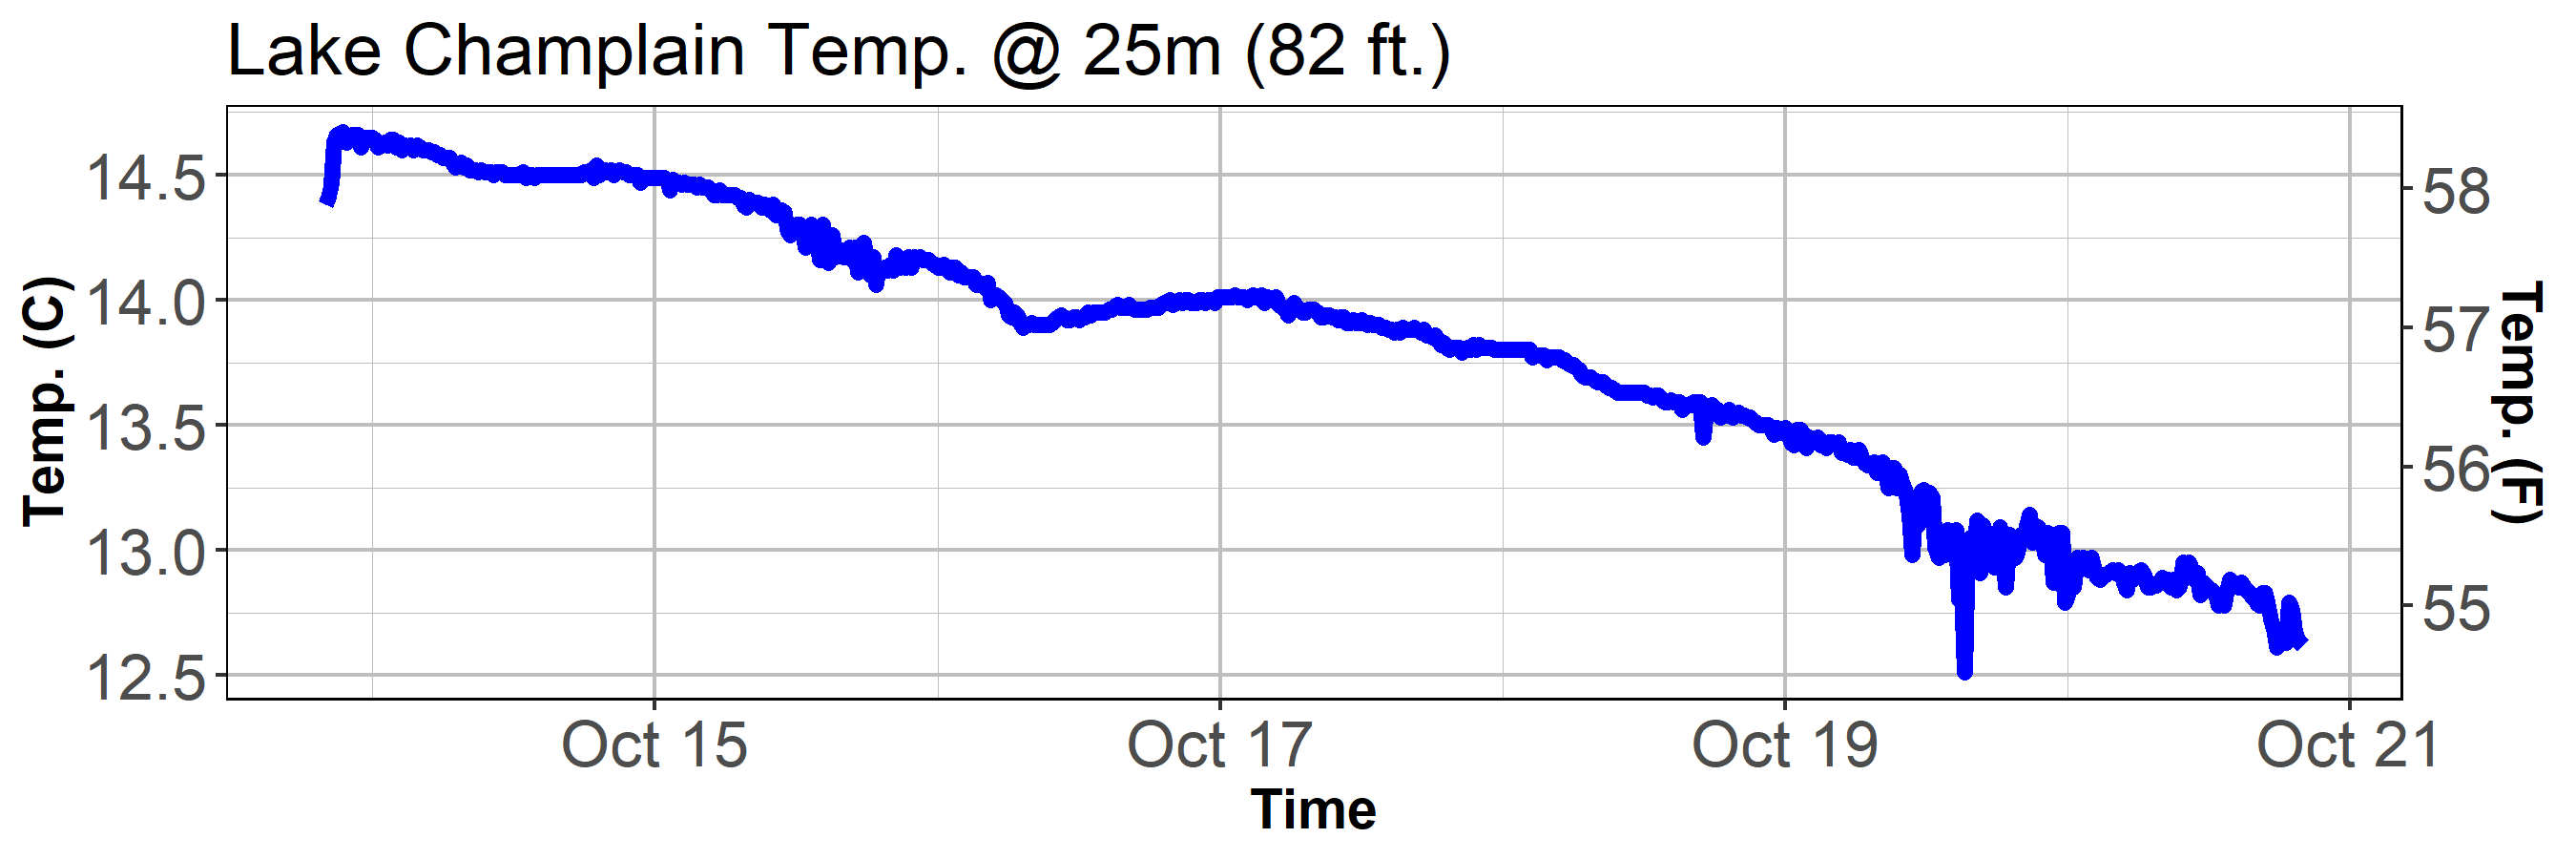 Lake Champlain Temp. @ 25m (82 ft.)
Temp. (C)
14.5
14.0
13.5
13.0
12.5
58
57
56
55
Temp. (F)
Oct 15
Oct 17
Oct 19
Oct 21
Time